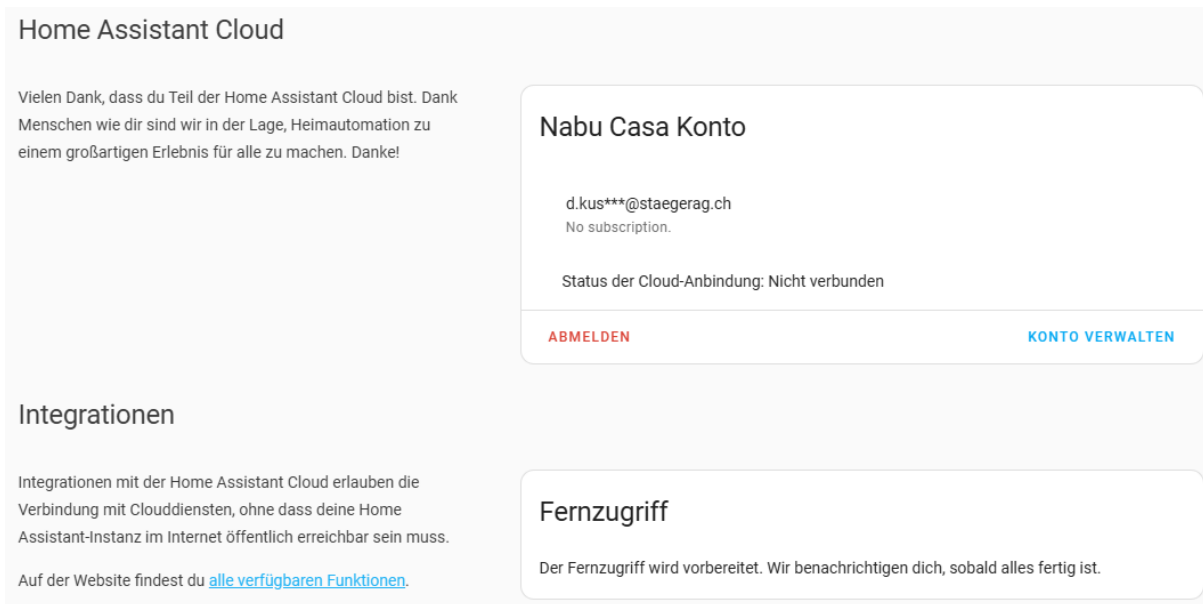 Home Assistant Cloud
Vielen Dank, dass du Teil der Home Assistant Cloud bist. Dank
Menschen wie dir sind wir in der Lage, Heimautomation zu
einem großartigen Erlebnis für alle zu machen. Danke!
Nabu Casa Konto
d.kus***@staegerag.ch
No subscription.
Status der Cloud-Anbindung: Nicht verbunden
ABMELDEN
KONTO VERWALTEN
Integrationen
Integrationen mit der Home Assistant Cloud erlauben die
Verbindung mit Clouddiensten, ohne dass deine Home
Assistant-Instanz im Internet öffentlich erreichbar sein muss.
Auf der Website findest du alle verfügbaren Funktionen.
Fernzugriff
Der Fernzugriff wird vorbereitet. Wir benachrichtigen dich, sobald alles fertig ist.